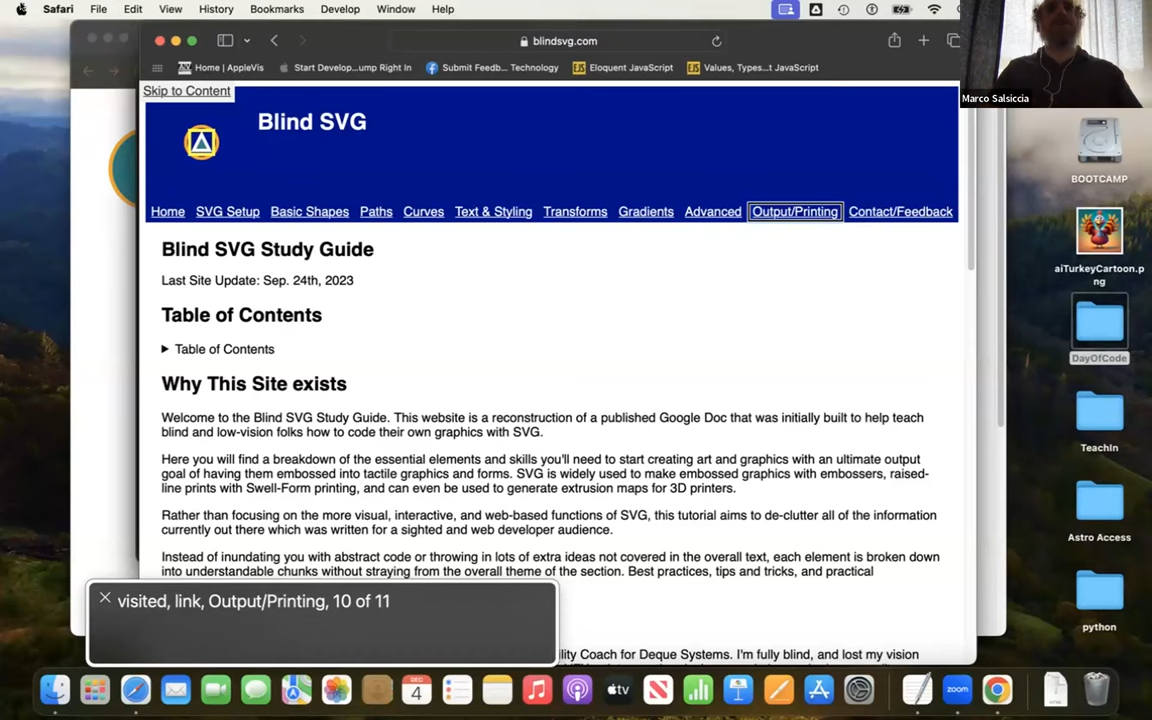 Safari File Edit View History Bookmarks Develop Window Help
blindsvg.com
Home | AppleVis Start Develop...ump Right In Submit Feedb... Technology EJS Eloquent JavaScript EJS Values, Types...t JavaScript
Marco Salsiccia
Skip to Content
Blind SVG
Home SVG Setup Basic Shapes Paths Curves Text & Styling Transforms Gradients Advanced Output/Printing Contact/Feedback
Blind SVG Study Guide
Last Site Update: Sep. 24th, 2023
Table of Contents
Table of Contents
Why This Site exists
Welcome to the Blind SVG Study Guide. This website is a reconstruction of a published Google Doc that was initially built to help teach
blind and low-vision folks how to code their own graphics with SVG.
Here you will find a breakdown of the essential elements and skills you'll need to start creating art and graphics with an ultimate output
goal of having them embossed into tactile graphics and forms. SVG is widely used to make embossed graphics with embossers, raised-
line prints with Swell-Form printing, and can even be used to generate extrusion maps for 3D printers.
Rather than focusing on the more visual, interactive, and web-based functions of SVG, this tutorial aims to de-clutter all of the information
currently out there which was written for a sighted and web developer audience.
Instead of inundating you with abstract code or throwing in lots of extra ideas not covered in the overall text, each element is broken down
into understandable chunks without straying from the overall theme of the section. Best practices, tips and tricks, and practical
visited, link, Output/Printing, 10 of 11
ility Coach for Deque Systems. I'm fully blind, and lost my vision
BOOTCAMP
aiTurkeyCartoon.p
ng
DayOfCode
TeachIn
Astro Access
python
DEC
4
tv
zoom